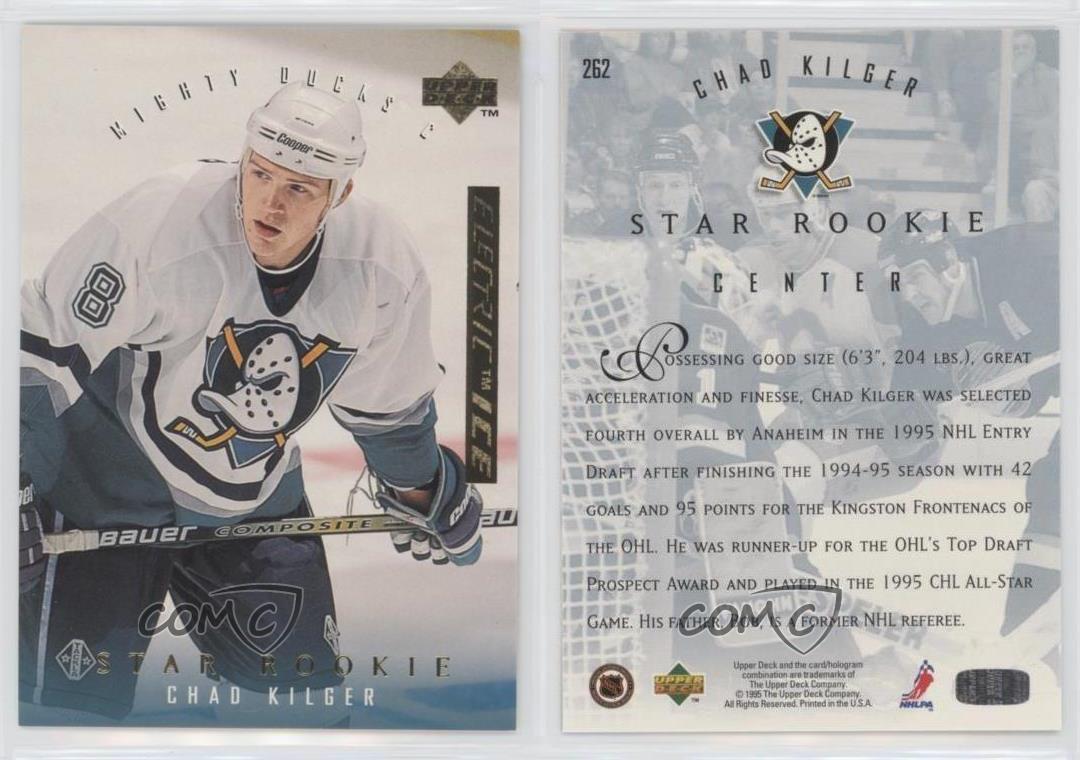 MIGHTY DUCKS
UPPER DECK™
Cooper
8
ELECTRIC™ ICE
BAUER COMPOSITE
STAR ROOKIE
CHAD KILGER
COMC
262
CHAD KILGER
STAR ROOKIE
CENTER
Possessing good size (6'3", 204 lbs.), great
acceleration and finesse, Chad Kilger was selected
fourth overall by Anaheim in the 1995 NHL Entry
Draft after finishing the 1994-95 season with 42
goals and 95 points for the Kingston Frontenacs of
the OHL. He was runner-up for the OHL's Top Draft
Prospect Award and played in the 1995 CHL All-Star
Game. His father, Bob, is a former NHL referee.
COMC
UPPER DECK™
Upper Deck and the card/hologram
combination are trademarks of
The Upper Deck Company.
© 1995 The Upper Deck Company.
All Rights Reserved. Printed in the U.S.A.
NHLPA